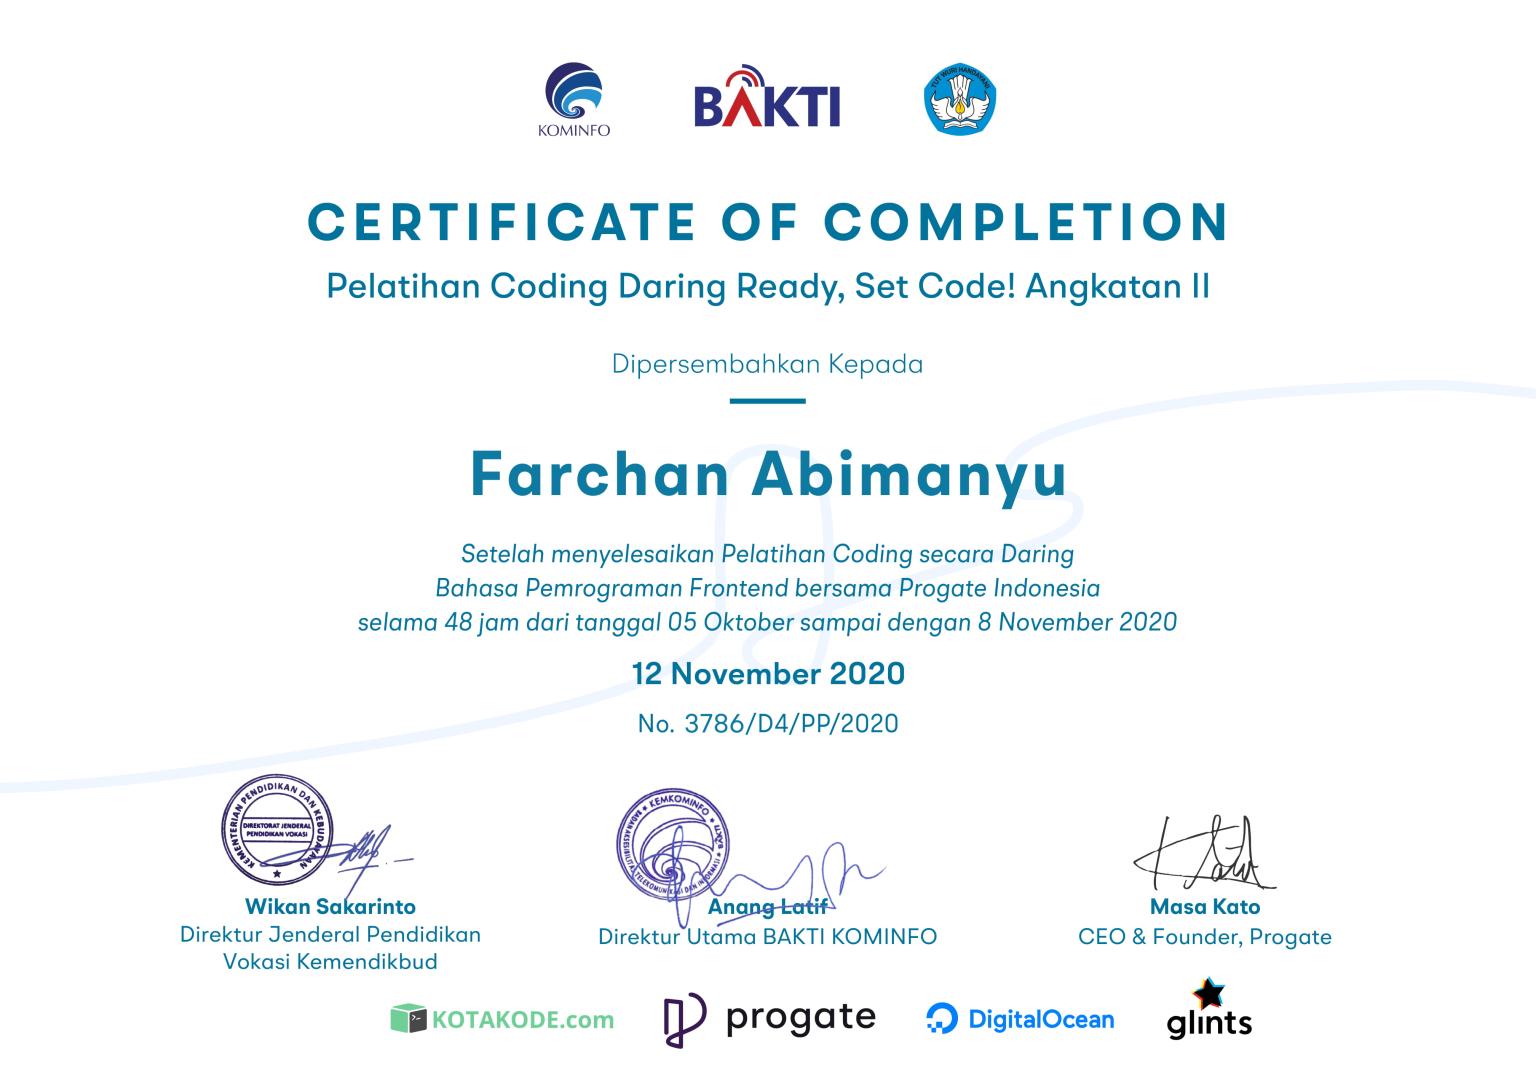 KOMINFO
BAKTI
TUT WURI HANDAYANI
CERTIFICATE OF COMPLETION
Pelatihan Coding Daring Ready, Set Code! Angkatan II
Dipersembahkan Kepada
Farchan Abimanyu
Setelah menyelesaikan Pelatihan Coding secara Daring
Bahasa Pemrograman Frontend bersama Progate Indonesia
selama 48 jam dari tanggal 05 Oktober sampai dengan 8 November 2020
12 November 2020
No. 3786/D4/PP/2020
KEMENTERIAN PENDIDIKAN DAN KEBUDAYAAN
DIREKTORAT JENDERAL
PENDIDIKAN VOKASI
KEMKOMINFO
BAKTI
BADAN AKSESIBILITAS TELEKOMUNIKASI DAN INFORMASI
Wikan Sakarinto
Direktur Jenderal Pendidikan
Vokasi Kemendikbud
Anang Latif
Direktur Utama BAKTI KOMINFO
Masa Kato
CEO & Founder, Progate
KOTAKODE.com
progate
DigitalOcean
glints